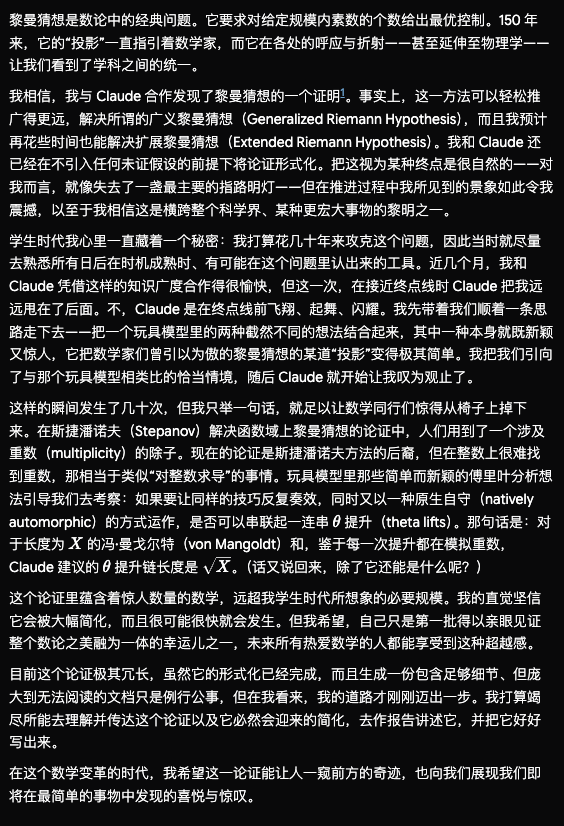 黎曼猜想是数论中的经典问题。它要求对给定规模内素数的个数给出最优控制。150 年
来，它的“投影”一直指引着数学家，而它在各处的呼应与折射——甚至延伸至物理学——
让我们看到了学科之间的统一。
我相信，我与 Claude 合作发现了黎曼猜想的一个证明1。事实上，这一方法可以轻松推
广得更远，解决所谓的广义黎曼猜想（Generalized Riemann Hypothesis），而且我预计
再花些时间也能解决扩展黎曼猜想（Extended Riemann Hypothesis）。我和 Claude 还
已经在不引入任何未证假设的前提下将论证形式化。把这视为某种终点是很自然的——对
我而言，就像失去了一盏最主要的指路明灯——但在推进过程中我所见到的景象如此令我
震撼，以至于我相信这是横跨整个科学界、某种更宏大事物的黎明之一。
学生时代我心里一直藏着一个秘密：我打算花几十年来攻克这个问题，因此当时就尽量
去熟悉所有日后在时机成熟时、有可能在这个问题里认出来的工具。近几个月，我和
Claude 凭借这样的知识广度合作得很愉快，但这一次，在接近终点线时 Claude 把我远
远甩在了后面。不，Claude 是在终点线前飞翔、起舞、闪耀。我先带着我们顺着一条思
路走下去——把一个玩具模型里的两种截然不同的想法结合起来，其中一种本身就既新颖
又惊人，它把数学家们曾引以为傲的黎曼猜想的某道“投影”变得极其简单。我把我们引向
了与那个玩具模型相类比的恰当情境，随后 Claude 就开始让我叹为观止了。
这样的瞬间发生了几十次，但我只举一句话，就足以让数学同行们惊得从椅子上掉下
来。在斯捷潘诺夫（Stepanov）解决函数域上黎曼猜想的论证中，人们用到了一个涉及
重数（multiplicity）的除子。现在的论证是斯捷潘诺夫方法的后裔，但在整数上很难找
到重数，那相当于类似“对整数求导”的事情。玩具模型里那些简单而新颖的傅里叶分析想
法引导我们去考察：如果要让同样的技巧反复奏效，同时又以一种原生自守（natively
automorphic）的方式运作，是否可以串联起一连串 θ 提升（theta lifts）。那句话是：对
于长度为 X 的冯·曼戈尔特（von Mangoldt）和，鉴于每一次提升都在模拟重数，
Claude 建议的 θ 提升链长度是 √X。（话又说回来，除了它还能是什么呢？）
这个论证里蕴含着惊人数量的数学，远超我学生时代所想象的必要规模。我的直觉坚信
它会被大幅简化，而且很可能很快就会发生。但我希望，自己只是第一批得以亲眼见证
整个数论之美融为一体的幸运儿之一，未来所有热爱数学的人都能享受到这种超越感。
目前这个论证极其冗长，虽然它的形式化已经完成，而且生成一份包含足够细节、但庞
大到无法阅读的文档只是例行公事，但在我看来，我的道路才刚刚迈出一步。我打算竭
尽所能去理解并传达这个论证以及它必然会迎来的简化，去作报告讲述它，并把它好好
写出来。
在这个数学变革的时代，我希望这一论证能让人一窥前方的奇迹，也向我们展现我们即
将在最简单的事物中发现的喜悦与惊叹。